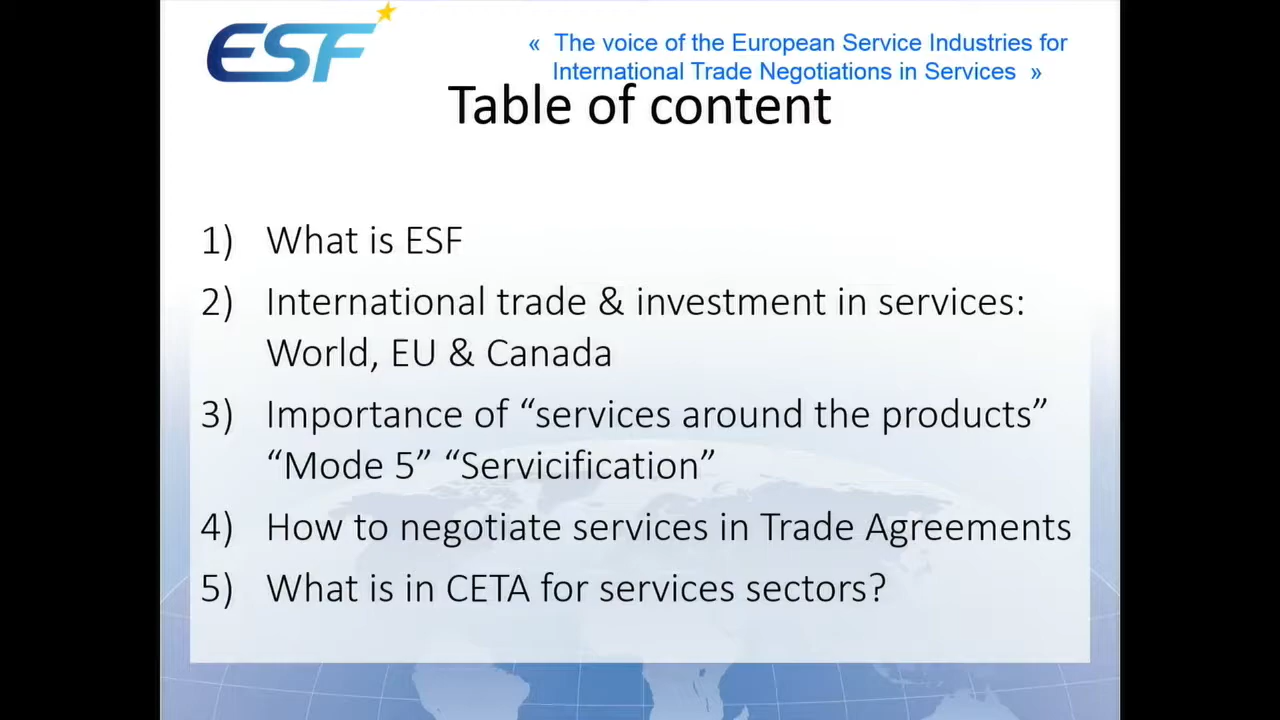 ESF
« The voice of the European Service Industries for
International Trade Negotiations in Services »
Table of content
1) What is ESF
2) International trade & investment in services:
World, EU & Canada
3) Importance of “services around the products”
“Mode 5” “Servicification”
4) How to negotiate services in Trade Agreements
5) What is in CETA for services sectors?